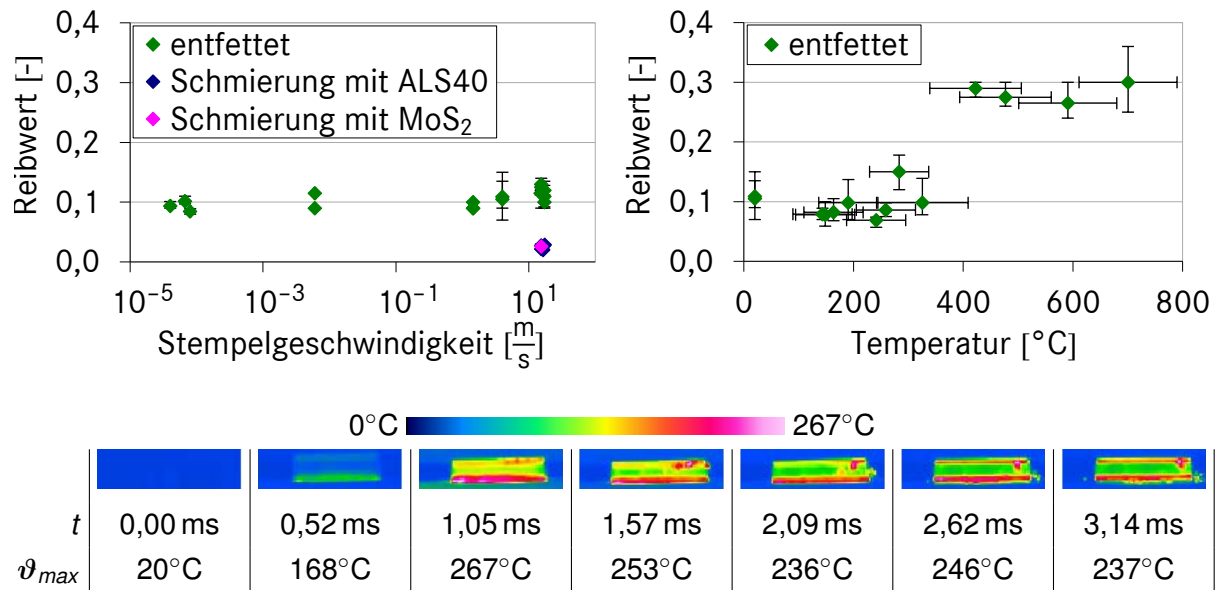 0,4
0,3
0,2
0,1
0,0
Reibwert [-]
entfettet
Schmierung mit ALS40
Schmierung mit MoS₂
10⁻⁵ 10⁻³ 10⁻¹ 10¹
Stempelgeschwindigkeit [m/s]
0,4
0,3
0,2
0,1
0,0
Reibwert [-]
entfettet
0 200 400 600 800
Temperatur [°C]
0°C 267°C
t 0,00 ms 0,52 ms 1,05 ms 1,57 ms 2,09 ms 2,62 ms 3,14 ms
ϑmax 20°C 168°C 267°C 253°C 236°C 246°C 237°C